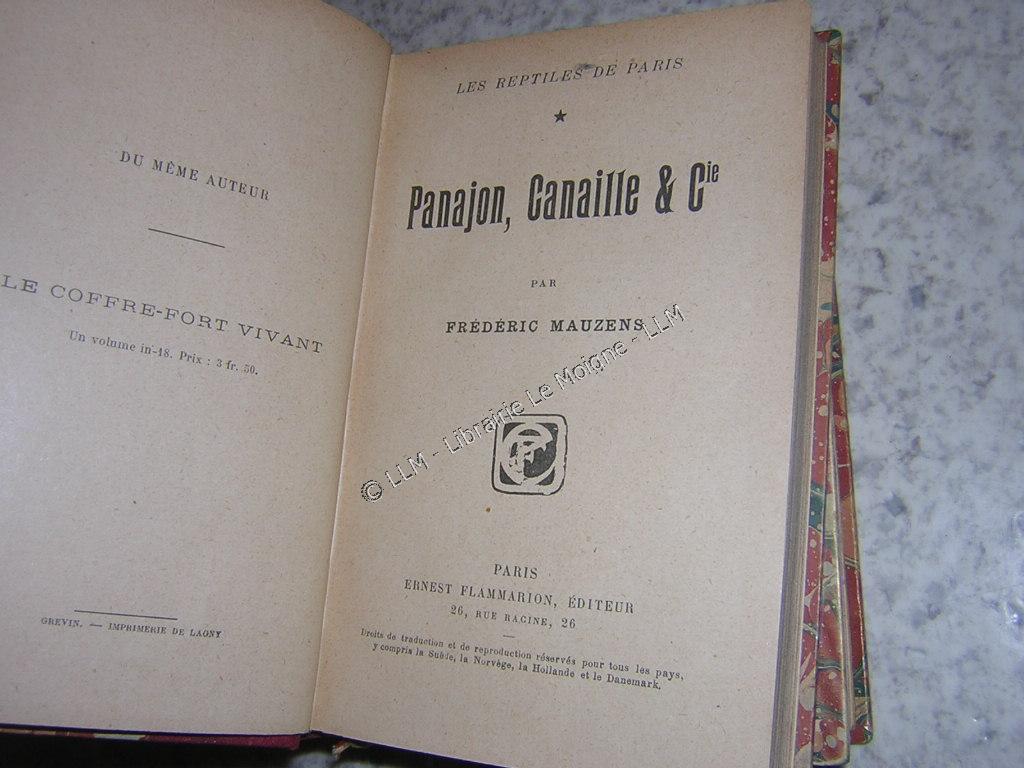 DU MÊME AUTEUR
LE COFFRE-FORT VIVANT
Un volume in-18. Prix : 3 fr. 50.
GREVIN. — IMPRIMERIE DE LAGNY
LES REPTILES DE PARIS
★
Panajon, Canaille & Cie
PAR
FRÉDÉRIC MAUZENS
© LLM - Librairie Le Moigne - LLM
PARIS
ERNEST FLAMMARION, ÉDITEUR
26, RUE RACINE, 26
Droits de traduction et de reproduction réservés pour tous les pays,
y compris la Suède, la Norvège, la Hollande et le Danemark.